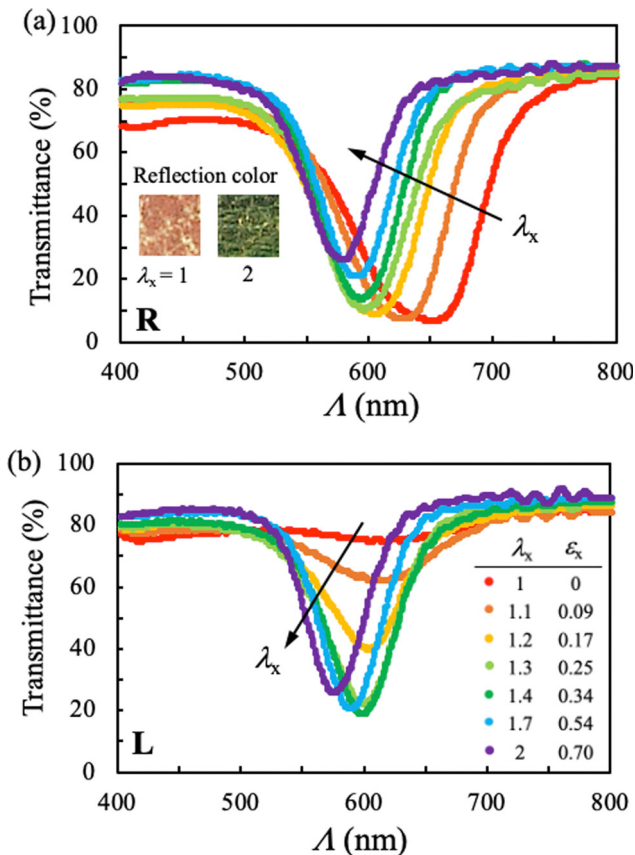 (a)
100
80
60
40
20
0
Transmittance (%)
Reflection color
λx = 1
2
λx
R
400
500
600
700
800
Λ (nm)
(b)
100
80
60
40
20
0
Transmittance (%)
λx
L
λx εx
1 0
1.1 0.09
1.2 0.17
1.3 0.25
1.4 0.34
1.7 0.54
2 0.70
400
500
600
700
800
Λ (nm)